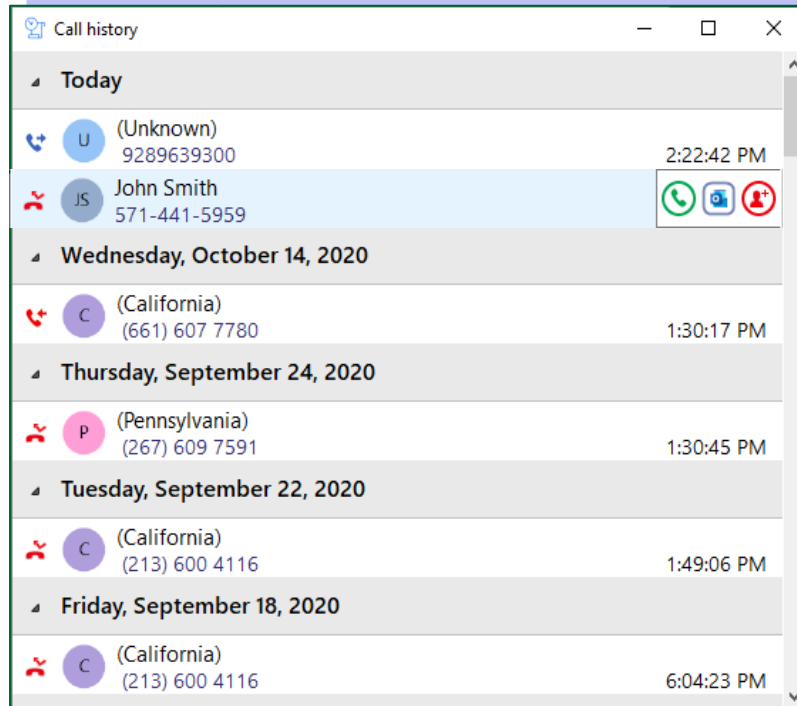 Call history
Today
U
(Unknown)
9289639300
2:22:42 PM
JS
John Smith
571-441-5959
Wednesday, October 14, 2020
C
(California)
(661) 607 7780
1:30:17 PM
Thursday, September 24, 2020
P
(Pennsylvania)
(267) 609 7591
1:30:45 PM
Tuesday, September 22, 2020
C
(California)
(213) 600 4116
1:49:06 PM
Friday, September 18, 2020
C
(California)
(213) 600 4116
6:04:23 PM